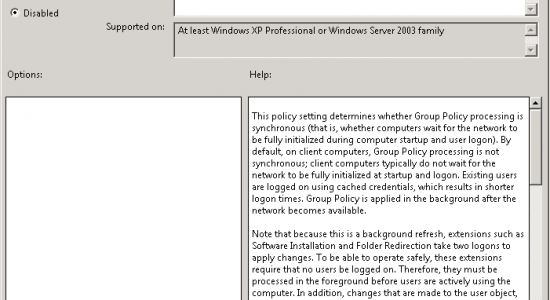 Disabled
Supported on:
At least Windows XP Professional or Windows Server 2003 family
Options:
Help:
This policy setting determines whether Group Policy processing is
synchronous (that is, whether computers wait for the network to
be fully initialized during computer startup and user logon). By
default, on client computers, Group Policy processing is not
synchronous; client computers typically do not wait for the
network to be fully initialized at startup and logon. Existing users
are logged on using cached credentials, which results in shorter
logon times. Group Policy is applied in the background after the
network becomes available.
Note that because this is a background refresh, extensions such as
Software Installation and Folder Redirection take two logons to
apply changes. To be able to operate safely, these extensions
require that no users be logged on. Therefore, they must be
processed in the foreground before users are actively using the
computer. In addition, changes that are made to the user object,